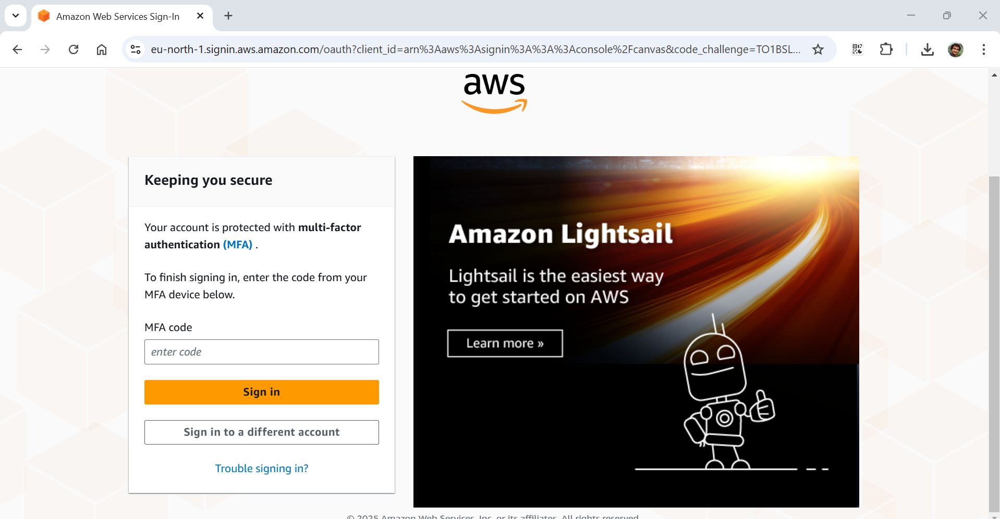 Amazon Web Services Sign-In
eu-north-1.signin.aws.amazon.com/oauth?client_id=arn%3Aaws%3Asignin%3A%3A%3Aconsole%2Fcanvas&code_challenge=TO1BSL...
aws
Keeping you secure
Your account is protected with multi-factor
authentication (MFA) .
To finish signing in, enter the code from your
MFA device below.
MFA code
enter code
Sign in
Sign in to a different account
Trouble signing in?
Amazon Lightsail
Lightsail is the easiest way
to get started on AWS
Learn more »
© 2025 Amazon Web Services, Inc. or its affiliates. All rights reserved.